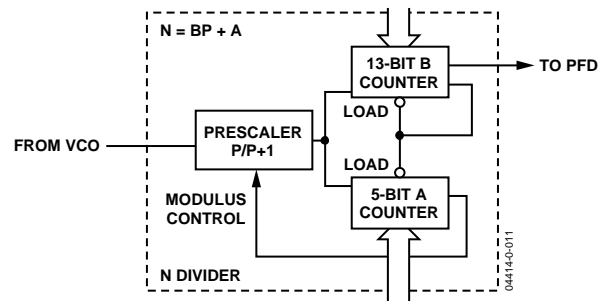 N = BP + A
13-BIT B
COUNTER
TO PFD
LOAD
PRESCALER
P/P+1
FROM VCO
LOAD
MODULUS
CONTROL
5-BIT A
COUNTER
N DIVIDER
04414-0-011